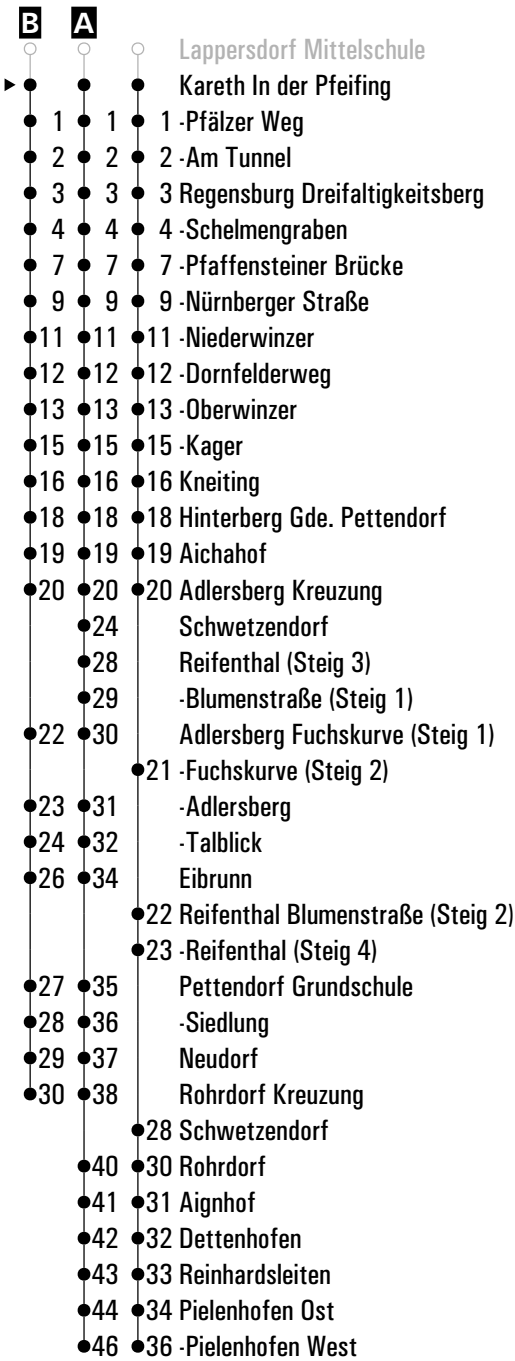 B A
Lappersdorf Mittelschule
Kareth In der Pfeifing
1 1 1 -Pfälzer Weg
2 2 2 -Am Tunnel
3 3 3 Regensburg Dreifaltigkeitsberg
4 4 4 -Schelmengraben
7 7 7 -Pfaffensteiner Brücke
9 9 9 -Nürnberger Straße
11 11 11 -Niederwinzer
12 12 12 -Dornfelderweg
13 13 13 -Oberwinzer
15 15 15 -Kager
16 16 16 Kneiting
18 18 18 Hinterberg Gde. Pettendorf
19 19 19 Aichahof
20 20 20 Adlersberg Kreuzung
24 Schwetzendorf
28 Reifenthal (Steig 3)
29 -Blumenstraße (Steig 1)
22 30 Adlersberg Fuchskurve (Steig 1)
21 -Fuchskurve (Steig 2)
23 31 -Adlersberg
24 32 -Talblick
26 34 Eibrunn
22 Reifenthal Blumenstraße (Steig 2)
23 -Reifenthal (Steig 4)
27 35 Pettendorf Grundschule
28 36 -Siedlung
29 37 Neudorf
30 38 Rohrdorf Kreuzung
28 Schwetzendorf
40 30 Rohrdorf
41 31 Aignhof
42 32 Dettenhofen
43 33 Reinhardsleiten
44 34 Pielenhofen Ost
46 36 -Pielenhofen West